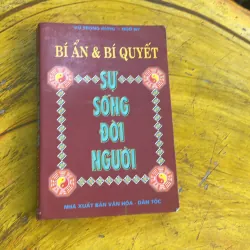 BÍ ẨN & BÍ QUYẾT
SỰ
SỐNG
ĐỜI
NGƯỜI
NHÀ XUẤT BẢN VĂN HÓA - DÂN TỘC